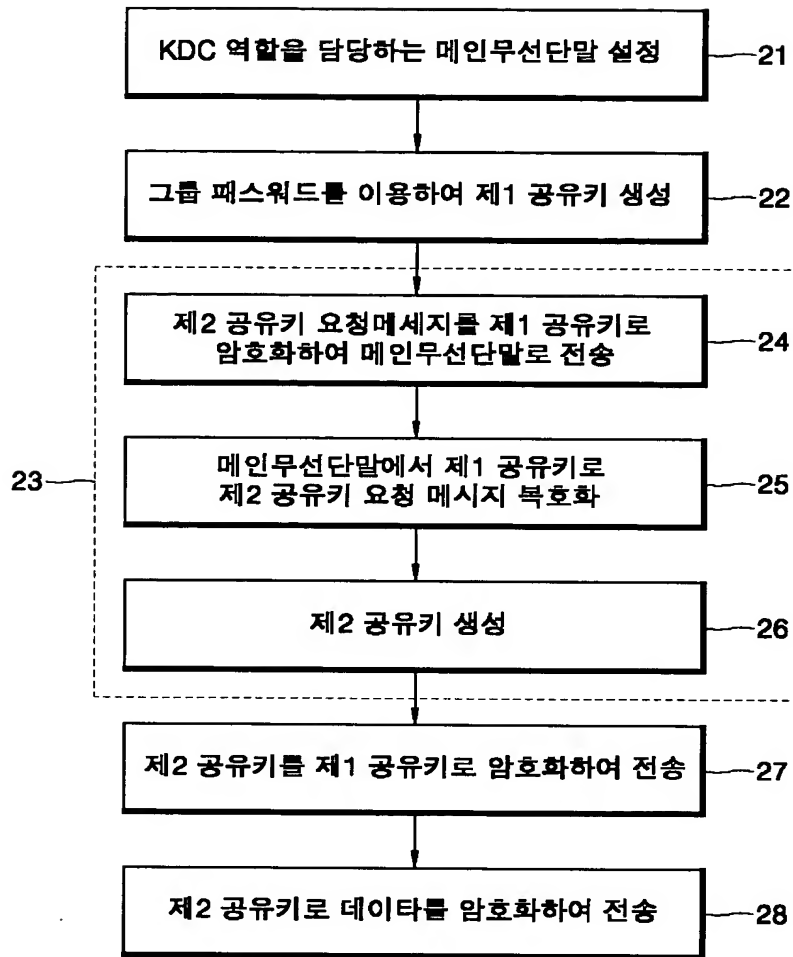 KDC 역할을 담당하는 메인무선단말 설정
21
그룹 패스워드를 이용하여 제1 공유키 생성
22
23
제2 공유키 요청메세지를 제1 공유키로
암호화하여 메인무선단말로 전송
24
메인무선단말에서 제1 공유키로
제2 공유키 요청 메시지 복호화
25
제2 공유키 생성
26
제2 공유키를 제1 공유키로 암호화하여 전송
27
제2 공유키로 데이타를 암호화하여 전송
28